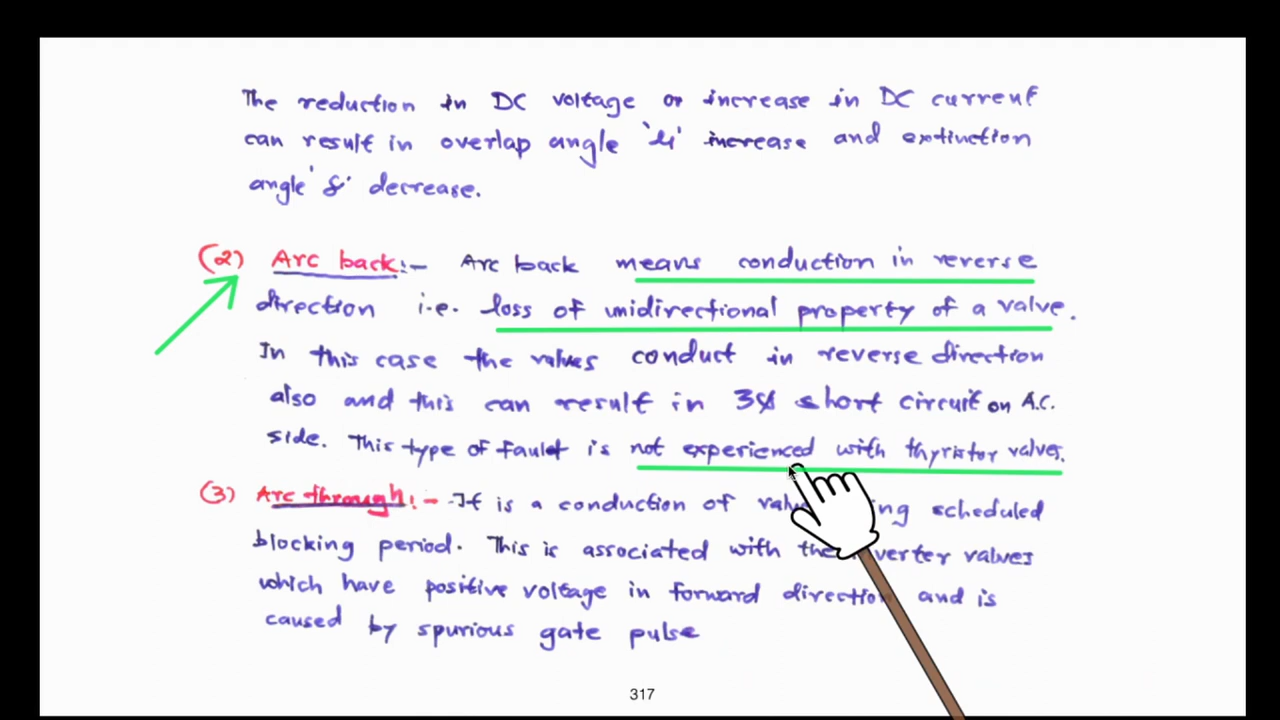 The reduction in DC voltage or increase in DC current
can result in overlap angle 'μ' increase and extinction
angle 'δ' decrease.
(2) Arc back:- Arc back means conduction in reverse
direction i.e. loss of unidirectional property of a valve.
In this case the valves conduct in reverse direction
also and this can result in 3φ short circuit on A.C.
side. This type of fault is not experienced with thyristor valves.
(3) Arc through:- It is a conduction of scheduled
blocking period. This is associated with valves
which have positive voltage in forward direction and is
caused by spurious gate pulse
317